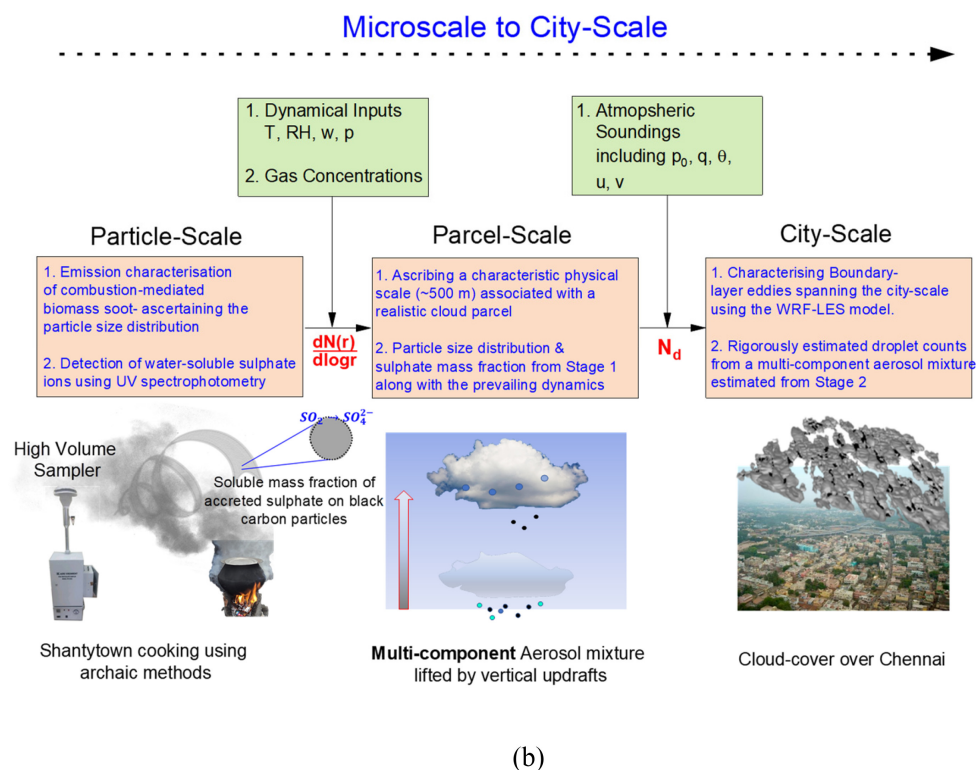 Microscale to City-Scale
1. Dynamical Inputs
T, RH, w, p
2. Gas Concentrations
1. Atmopsheric
Soundings
including p₀, q, θ,
u, v
Particle-Scale
1. Emission characterisation
of combustion-mediated
biomass soot- ascertaining the
particle size distribution
2. Detection of water-soluble sulphate
ions using UV spectrophotometry
dN(r)
dlogr
Parcel-Scale
1. Ascribing a characteristic physical
scale (~500 m) associated with a
realistic cloud parcel
2. Particle size distribution &
sulphate mass fraction from Stage 1
along with the prevailing dynamics
N_d
City-Scale
1. Characterising Boundary-
layer eddies spanning the city-scale
using the WRF-LES model.
2. Rigorously estimated droplet counts
from a multi-component aerosol mixture
estimated from Stage 2
High Volume
Sampler
SO₂ → SO₄²⁻
Soluble mass fraction of
accreted sulphate on black
carbon particles
Shantytown cooking using
archaic methods
Multi-component Aerosol mixture
lifted by vertical updrafts
Cloud-cover over Chennai
(b)